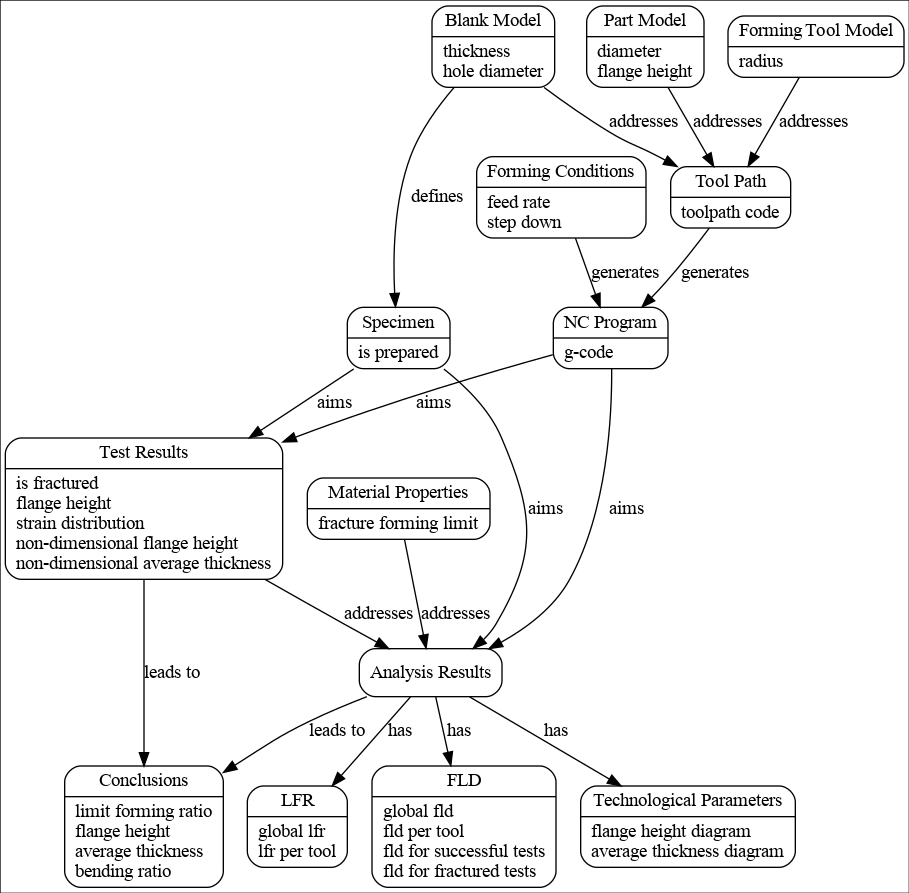 Blank Model
thickness
hole diameter
Part Model
diameter
flange height
Forming Tool Model
radius
addresses
addresses
addresses
Forming Conditions
feed rate
step down
Tool Path
toolpath code
defines
generates
generates
Specimen
is prepared
NC Program
g-code
aims
aims
Test Results
is fractured
flange height
strain distribution
non-dimensional flange height
non-dimensional average thickness
Material Properties
fracture forming limit
aims
aims
addresses
addresses
Analysis Results
leads to
leads to
has
has
has
Conclusions
limit forming ratio
flange height
average thickness
bending ratio
LFR
global lfr
lfr per tool
FLD
global fld
fld per tool
fld for successful tests
fld for fractured tests
Technological Parameters
flange height diagram
average thickness diagram